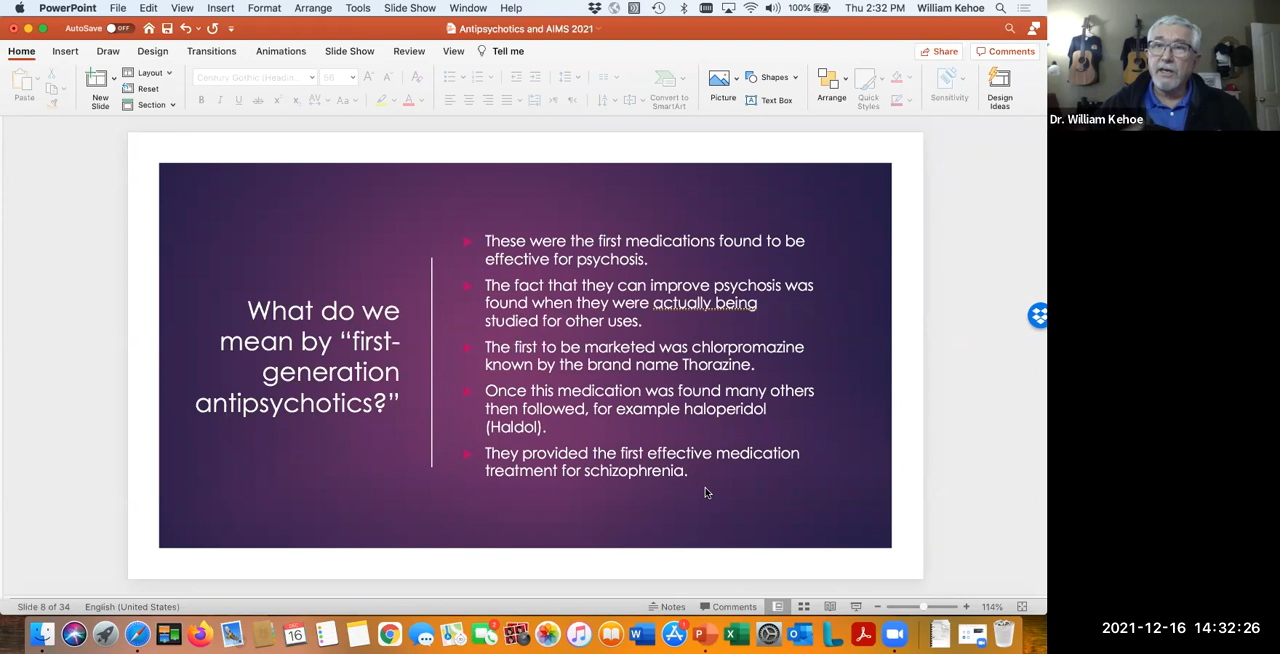 PowerPoint File Edit View Insert Format Arrange Tools Slide Show Window Help 100% Thu 2:32 PM William Kehoe
AutoSave OFF Antipsychotics and AIMS 2021
Home Insert Draw Design Transitions Animations Slide Show Review View Tell me Share Comments
Paste New Slide Layout Reset Section Century Gothic (Headin... 56 Convert to SmartArt Picture Shapes Text Box Arrange Quick Styles Sensitivity Design Ideas
Dr. William Kehoe
What do we
mean by “first-
generation
antipsychotics?”
These were the first medications found to be
effective for psychosis.
The fact that they can improve psychosis was
found when they were actually being
studied for other uses.
The first to be marketed was chlorpromazine
known by the brand name Thorazine.
Once this medication was found many others
then followed, for example haloperidol
(Haldol).
They provided the first effective medication
treatment for schizophrenia.
Slide 8 of 34 English (United States) Notes Comments 114%
DEC
16
2021-12-16 14:32:26